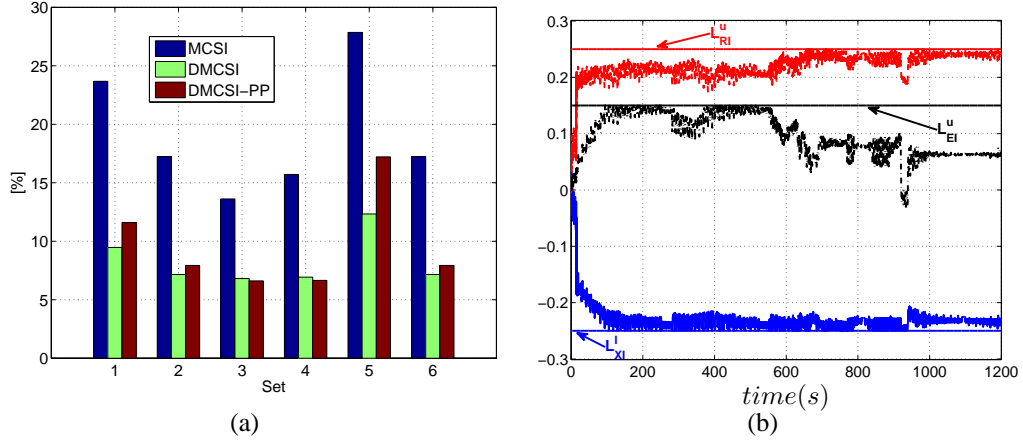 30
25
20
15
10
5
0
[%]
MCSI
DMCSI
DMCSI−PP
1 2 3 4 5 6
Set
(a)
0.3
0.2
0.1
0
−0.1
−0.2
−0.3
L_RI^u
L_EI^u
L_XI^l
0 200 400 600 800 1000 1200
time(s)
(b)